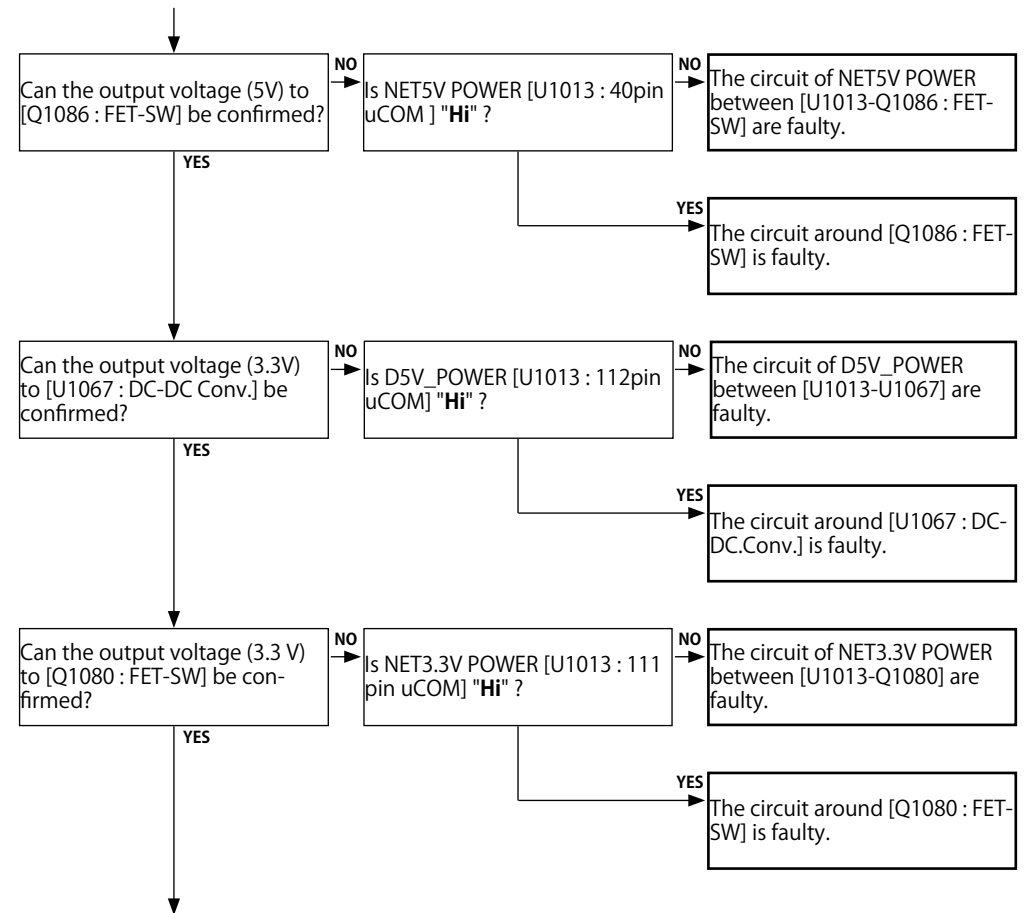 Can the output voltage (5V) to
[Q1086 : FET-SW] be confirmed?
NO
Is NET5V POWER [U1013 : 40pin
uCOM ] "Hi" ?
NO
The circuit of NET5V POWER
between [U1013-Q1086 : FET-
SW] are faulty.
YES
YES
The circuit around [Q1086 : FET-
SW] is faulty.
Can the output voltage (3.3V)
to [U1067 : DC-DC Conv.] be
confirmed?
NO
Is D5V_POWER [U1013 : 112pin
uCOM] "Hi" ?
NO
The circuit of D5V_POWER
between [U1013-U1067] are
faulty.
YES
YES
The circuit around [U1067 : DC-
DC.Conv.] is faulty.
Can the output voltage (3.3 V)
to [Q1080 : FET-SW] be con-
firmed?
NO
Is NET3.3V POWER [U1013 : 111
pin uCOM] "Hi" ?
NO
The circuit of NET3.3V POWER
between [U1013-Q1080] are
faulty.
YES
YES
The circuit around [Q1080 : FET-
SW] is faulty.